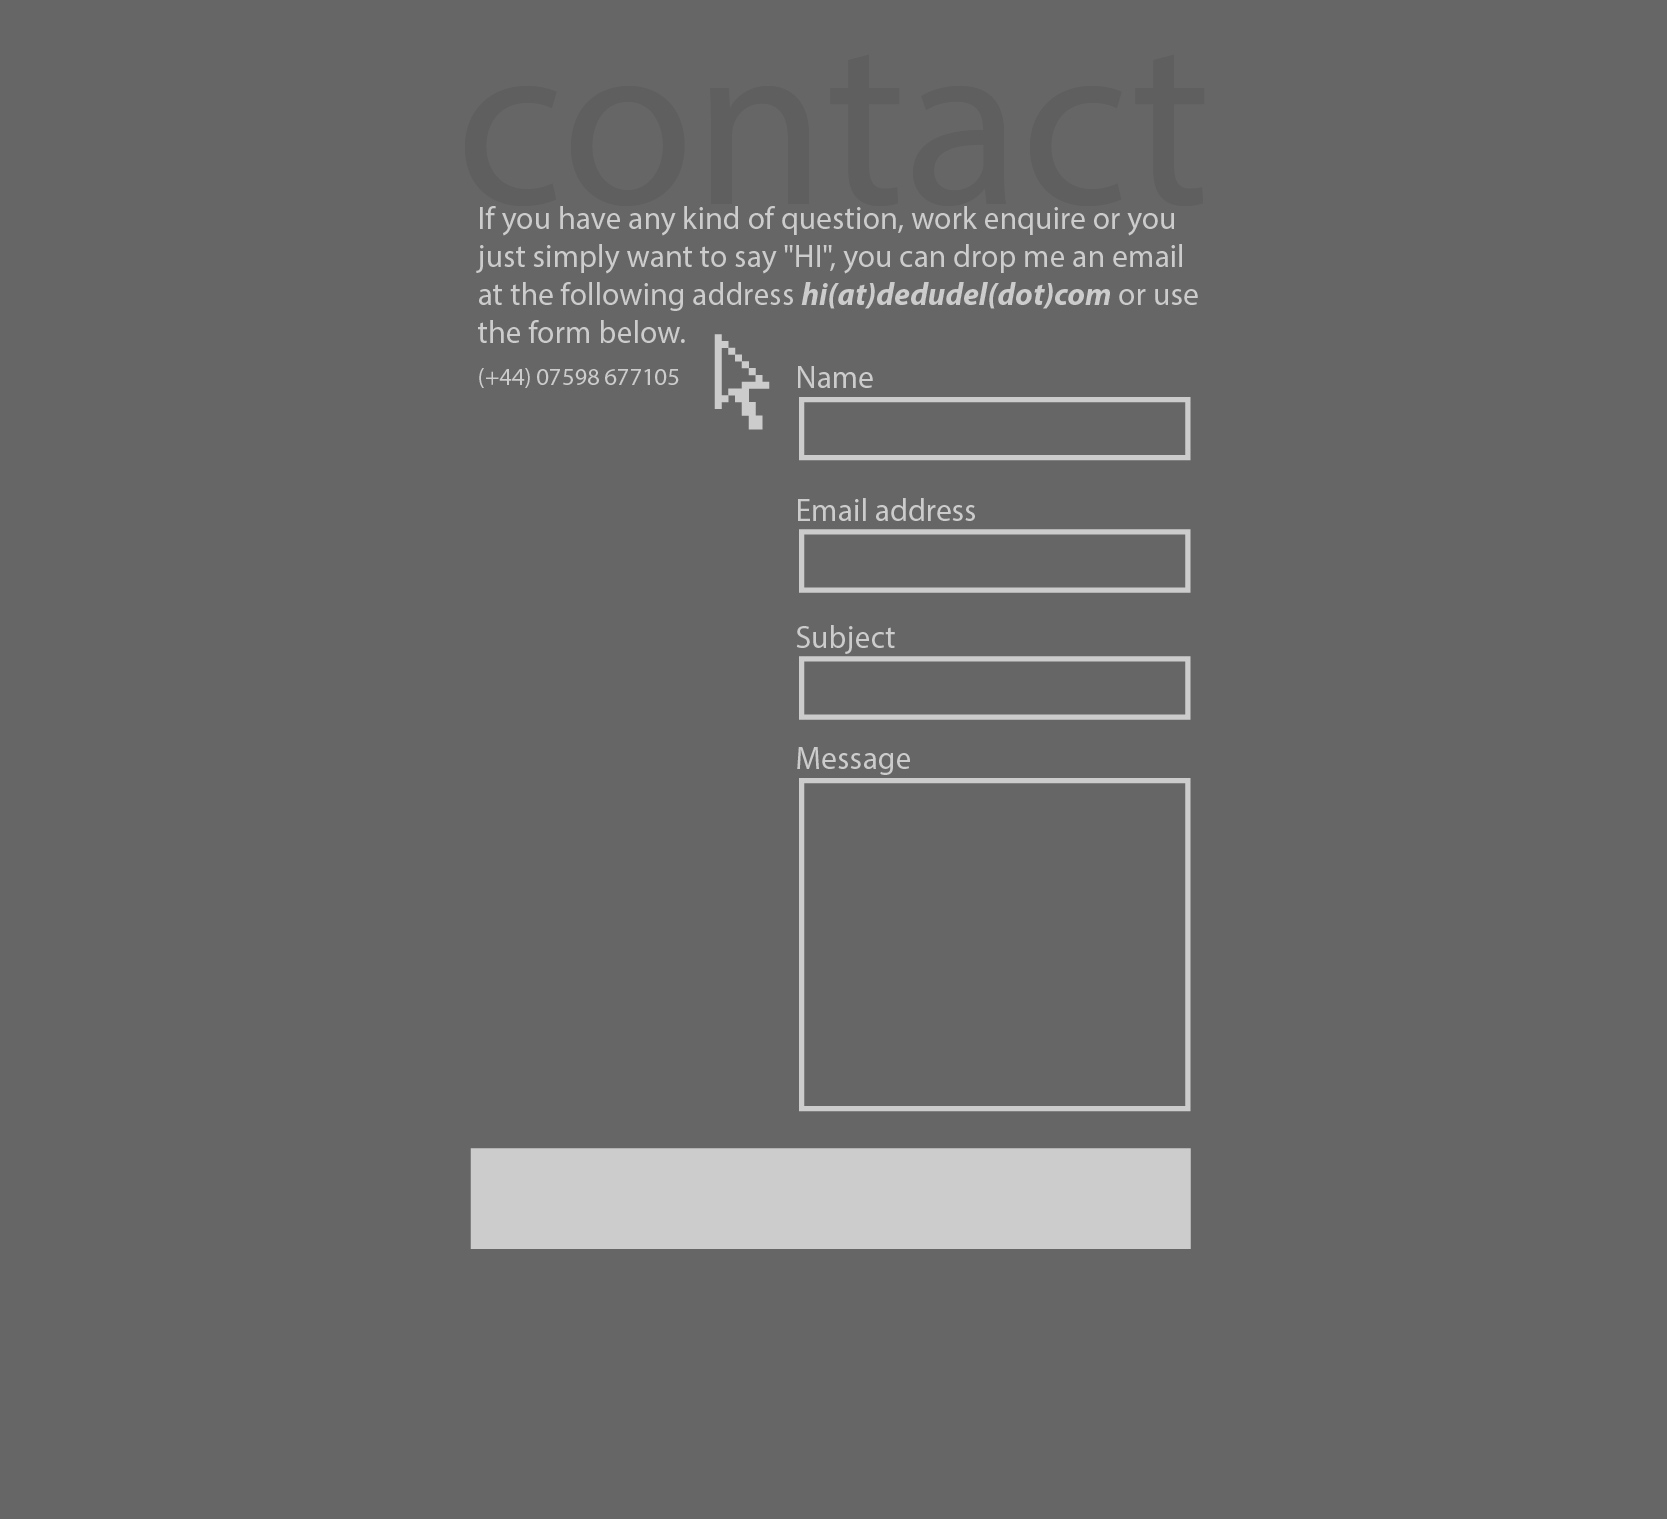 contact
If you have any kind of question, work enquire or you
just simply want to say "HI", you can drop me an email
at the following address hi(at)dedudel(dot)com or use
the form below.
(+44) 07598 677105
Name
Email address
Subject
Message